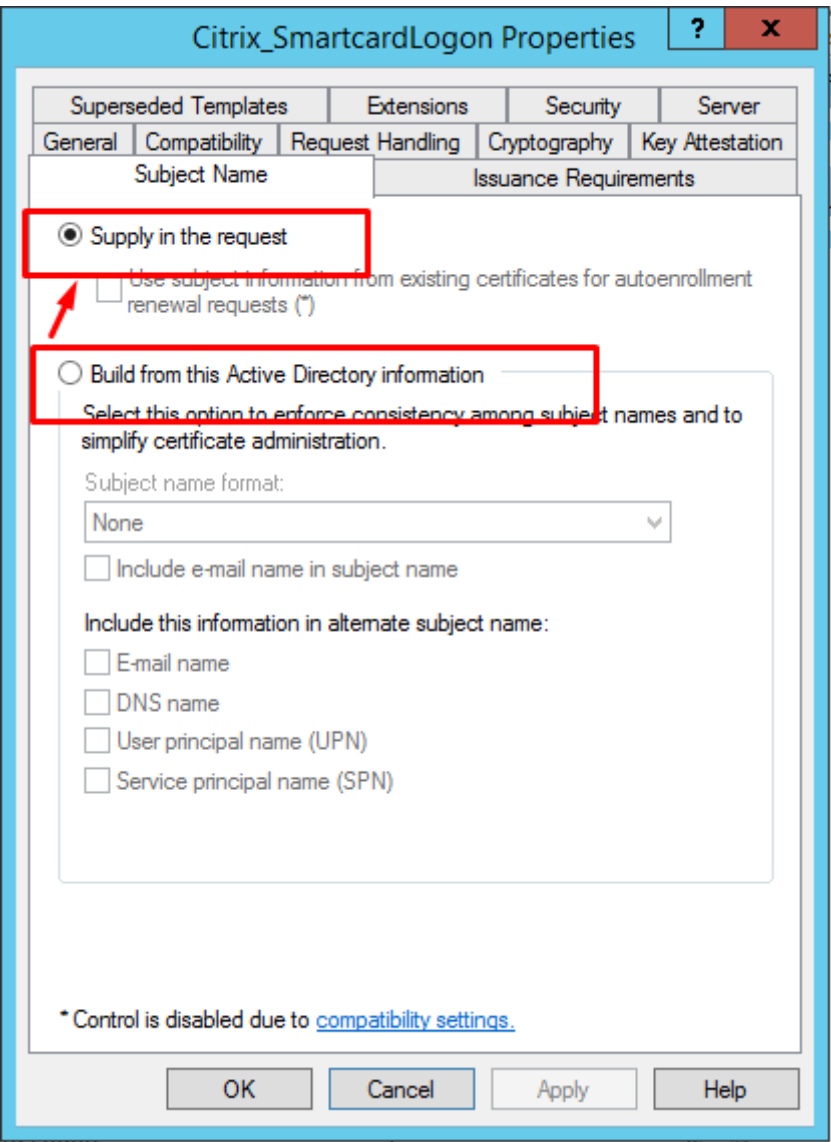 Citrix_SmartcardLogon Properties
? x
Superseded Templates Extensions Security Server
General Compatibility Request Handling Cryptography Key Attestation
Subject Name Issuance Requirements
Supply in the request
Use subject information from existing certificates for autoenrollment
renewal requests (*)
Build from this Active Directory information
Select this option to enforce consistency among subject names and to
simplify certificate administration.
Subject name format:
None
Include e-mail name in subject name
Include this information in alternate subject name:
E-mail name
DNS name
User principal name (UPN)
Service principal name (SPN)
* Control is disabled due to compatibility settings.
OK Cancel Apply Help